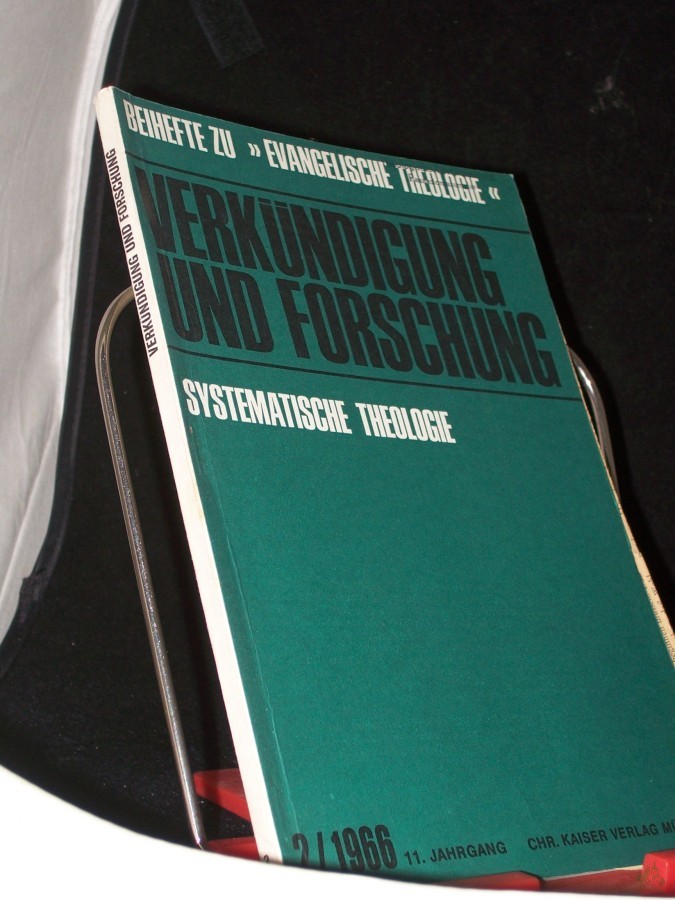 BEIHEFTE ZU »EVANGELISCHE THEOLOGIE«
VERKÜNDIGUNG
UND FORSCHUNG
SYSTEMATISCHE THEOLOGIE
2/1966 11. JAHRGANG CHR. KAISER VERLAG
VERKÜNDIGUNG UND FORSCHUNG